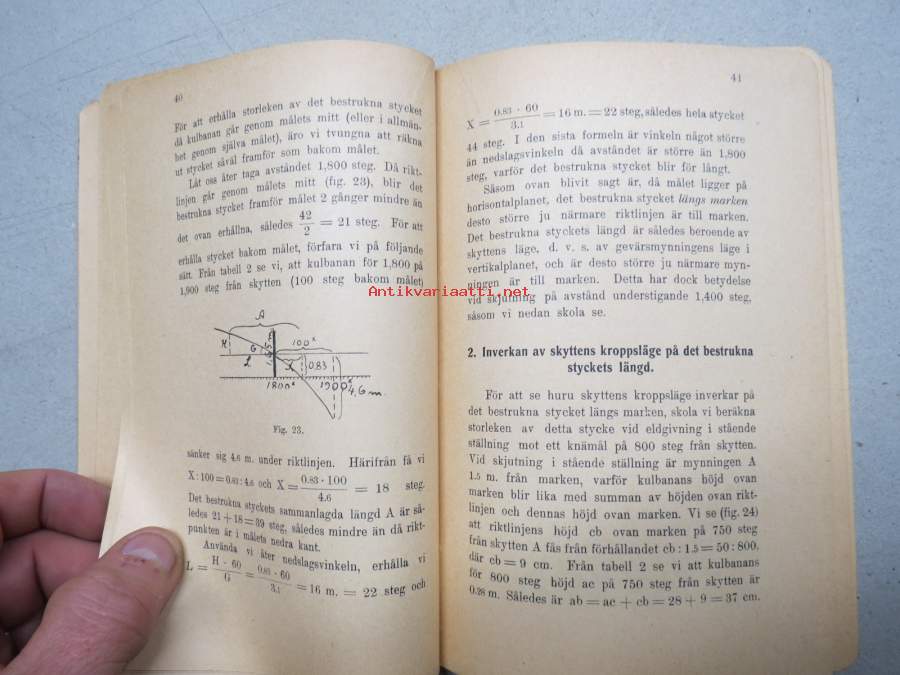 40
För att erhålla storleken av det bestrukna stycket
då kulbanan går genom målets mitt (eller i allmän-
het genom själva målet), äro vi tvungna att räkna
ut stycket såväl framför som bakom målet.
Låt oss åter taga avståndet 1,800 steg. Då rikt-
linjen går genom målets mitt (fig. 23), blir det
bestrukna stycket framför målet 2 gånger mindre än
det ovan erhållna, således 42/2 = 21 steg. För att
erhålla stycket bakom målet, förfara vi på följande
sätt. Från tabell 2 se vi, att kulbanan för 1,800 på
1,900 steg från skytten (100 steg bakom målet)
A
H
G
L
100ˣ
X
0,83
1800ˣ
1900ˣ
4,6 m.
Fig. 23.
sänker sig 4.6 m. under riktlinjen. Härifrån få vi
X : 100 = 0.83 : 4.6 och X = 0.83 · 100 / 4.6 = 18 steg.
Det bestrukna styckets sammanlagda längd A är så-
ledes 21 + 18 = 39 steg, således mindre än då rikt-
punkten är i målets nedra kant.
Använda vi åter nedslagsvinkeln, erhålla vi
L = H · 60 / G = 0.83 · 60 / 3.1 = 16 m. = 22 steg och
41
X = 0.83 · 60 / 3.1 = 16 m. = 22 steg, således hela stycket
44 steg. I den sista formeln är vinkeln något större
än nedslagsvinkeln då avståndet är större än 1,800
steg, varför det bestrukna stycket blir för långt.
Såsom ovan blivit sagt är, då målet ligger på
horisontalplanet, det bestrukna stycket längs marken
desto större ju närmare riktlinjen är till marken.
Det bestrukna styckets längd är således beroende av
skyttens läge, d. v. s. av gevärsmynningens läge i
vertikalplanet, och är desto större ju närmare myn-
ningen är till marken. Detta har dock betydelse
vid skjutning på avstånd understigande 1,400 steg,
såsom vi nedan skola se.
2. Inverkan av skyttens kroppsläge på det bestrukna
styckets längd.
För att se huru skyttens kroppsläge inverkar på
det bestrukna stycket längs marken, skola vi beräkna
storleken av detta stycke vid eldgivning i stående
ställning mot ett knämål på 800 steg från skytten.
Vid skjutning i stående ställning är mynningen A
1.5 m. från marken, varför kulbanans höjd ovan
marken blir lika med summan av höjden ovan rikt-
linjen och dennas höjd ovan marken. Vi se (fig. 24)
att riktlinjens höjd cb ovan marken på 750 steg
från skytten A fås från förhållandet cb : 1.5 = 50 : 800,
där cb = 9 cm. Från tabell 2 se vi att kulbanans
för 800 steg höjd ac på 750 steg från skytten är
0.28 m. Således är ab = ac + cb = 28 + 9 = 37 cm.
Antikvariaatti.net